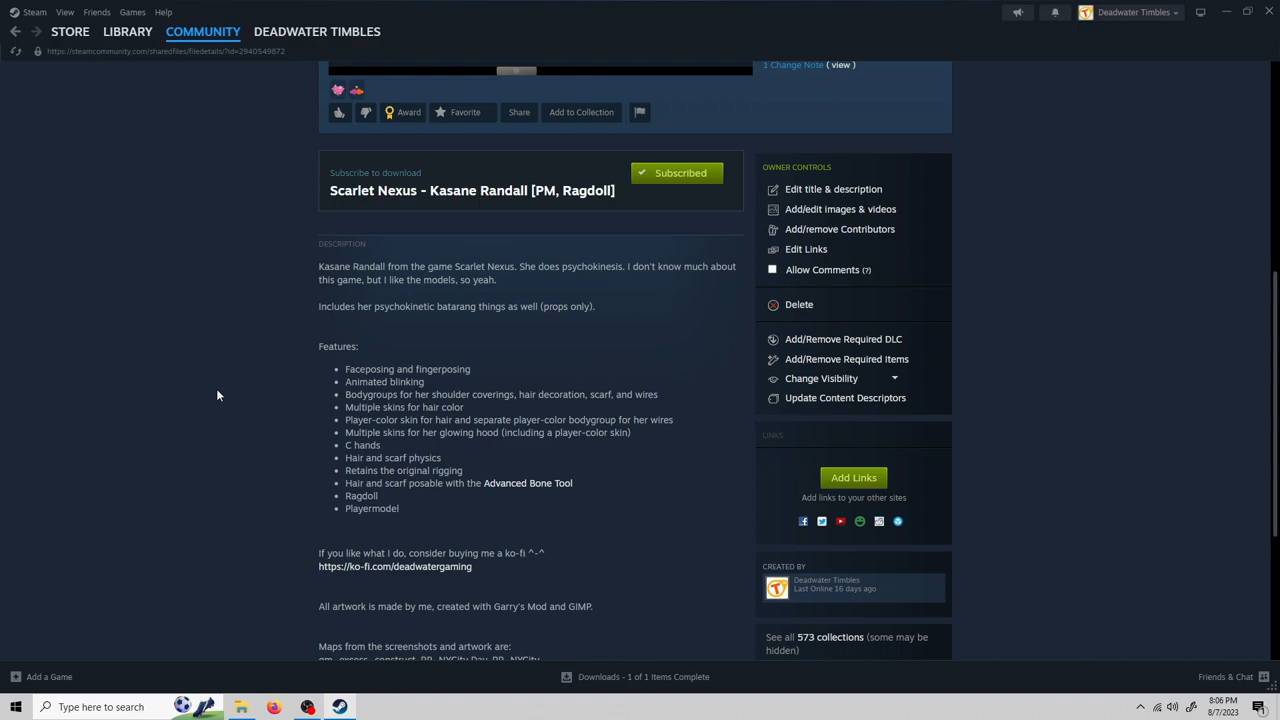 Steam View Friends Games Help
Deadwater Timbles
STORE LIBRARY COMMUNITY DEADWATER TIMBLES
https://steamcommunity.com/sharedfiles/filedetails/?id=2940549872
1 Change Note ( view )
Award Favorite Share Add to Collection
Subscribe to download
Scarlet Nexus - Kasane Randall [PM, Ragdoll]
Subscribed
DESCRIPTION
Kasane Randall from the game Scarlet Nexus. She does psychokinesis. I don't know much about
this game, but I like the models, so yeah.
Includes her psychokinetic batarang things as well (props only).
Features:
• Faceposing and fingerposing
• Animated blinking
• Bodygroups for her shoulder coverings, hair decoration, scarf, and wires
• Multiple skins for hair color
• Player-color skin for hair and separate player-color bodygroup for her wires
• Multiple skins for her glowing hood (including a player-color skin)
• C hands
• Hair and scarf physics
• Retains the original rigging
• Hair and scarf posable with the Advanced Bone Tool
• Ragdoll
• Playermodel
If you like what I do, consider buying me a ko-fi ^-^
https://ko-fi.com/deadwatergaming
All artwork is made by me, created with Garry's Mod and GIMP.
Maps from the screenshots and artwork are:
gm_excess_construct, RP_NYCity Day, RP_NYCITY
OWNER CONTROLS
Edit title & description
Add/edit images & videos
Add/remove Contributors
Edit Links
Allow Comments (?)
Delete
Add/Remove Required DLC
Add/Remove Required Items
Change Visibility
Update Content Descriptors
LINKS
Add Links
Add links to your other sites
CREATED BY
Deadwater Timbles
Last Online 16 days ago
See all 573 collections (some may be
hidden)
Add a Game
Downloads - 1 of 1 Items Complete
Friends & Chat
Type here to search
8:06 PM
8/7/2023